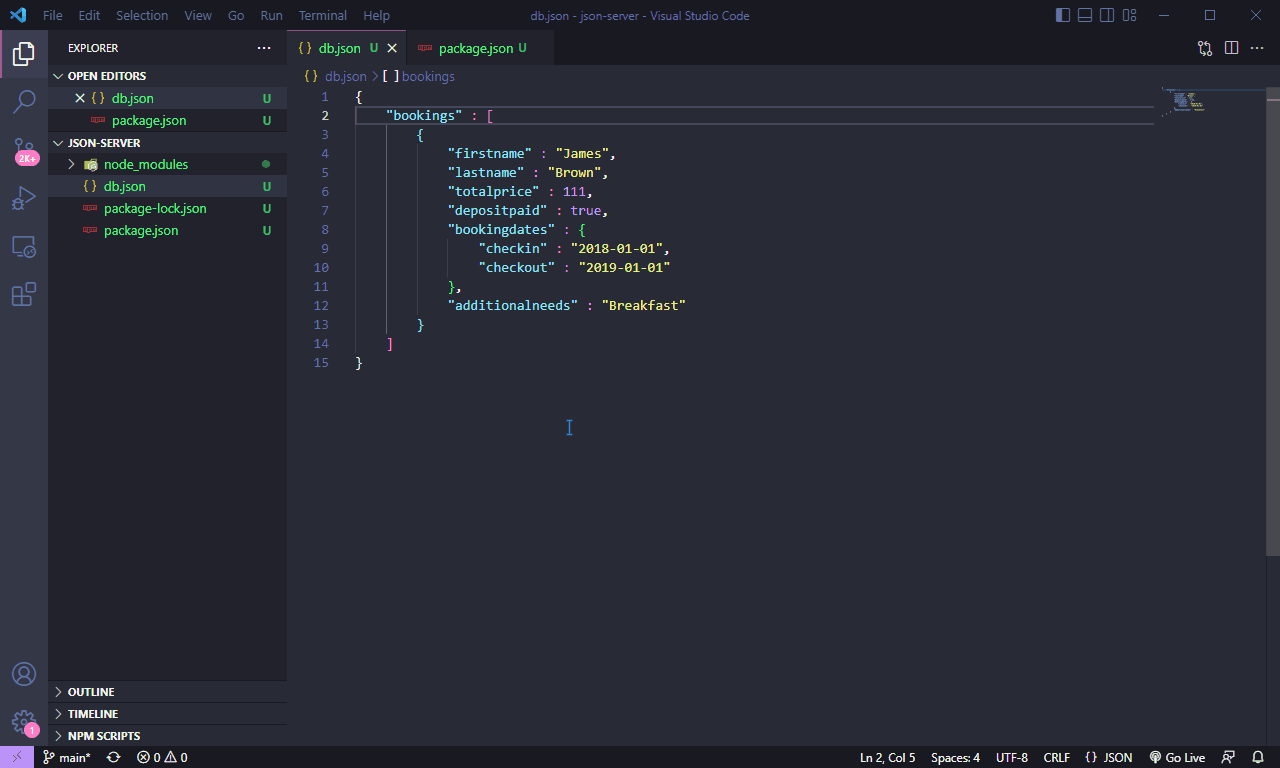 File Edit Selection View Go Run Terminal Help
db.json - json-server - Visual Studio Code
EXPLORER
OPEN EDITORS
db.json U
package.json U
JSON-SERVER
node_modules
db.json U
package-lock.json U
package.json U
OUTLINE
TIMELINE
NPM SCRIPTS
2K+
1
{} db.json U package.json U
{} db.json > [ ] bookings
1 {
2 "bookings" : [
3 {
4 "firstname" : "James",
5 "lastname" : "Brown",
6 "totalprice" : 111,
7 "depositpaid" : true,
8 "bookingdates" : {
9 "checkin" : "2018-01-01",
10 "checkout" : "2019-01-01"
11 },
12 "additionalneeds" : "Breakfast"
13 }
14 ]
15 }
main* 0 0 Ln 2, Col 5 Spaces: 4 UTF-8 CRLF {} JSON Go Live